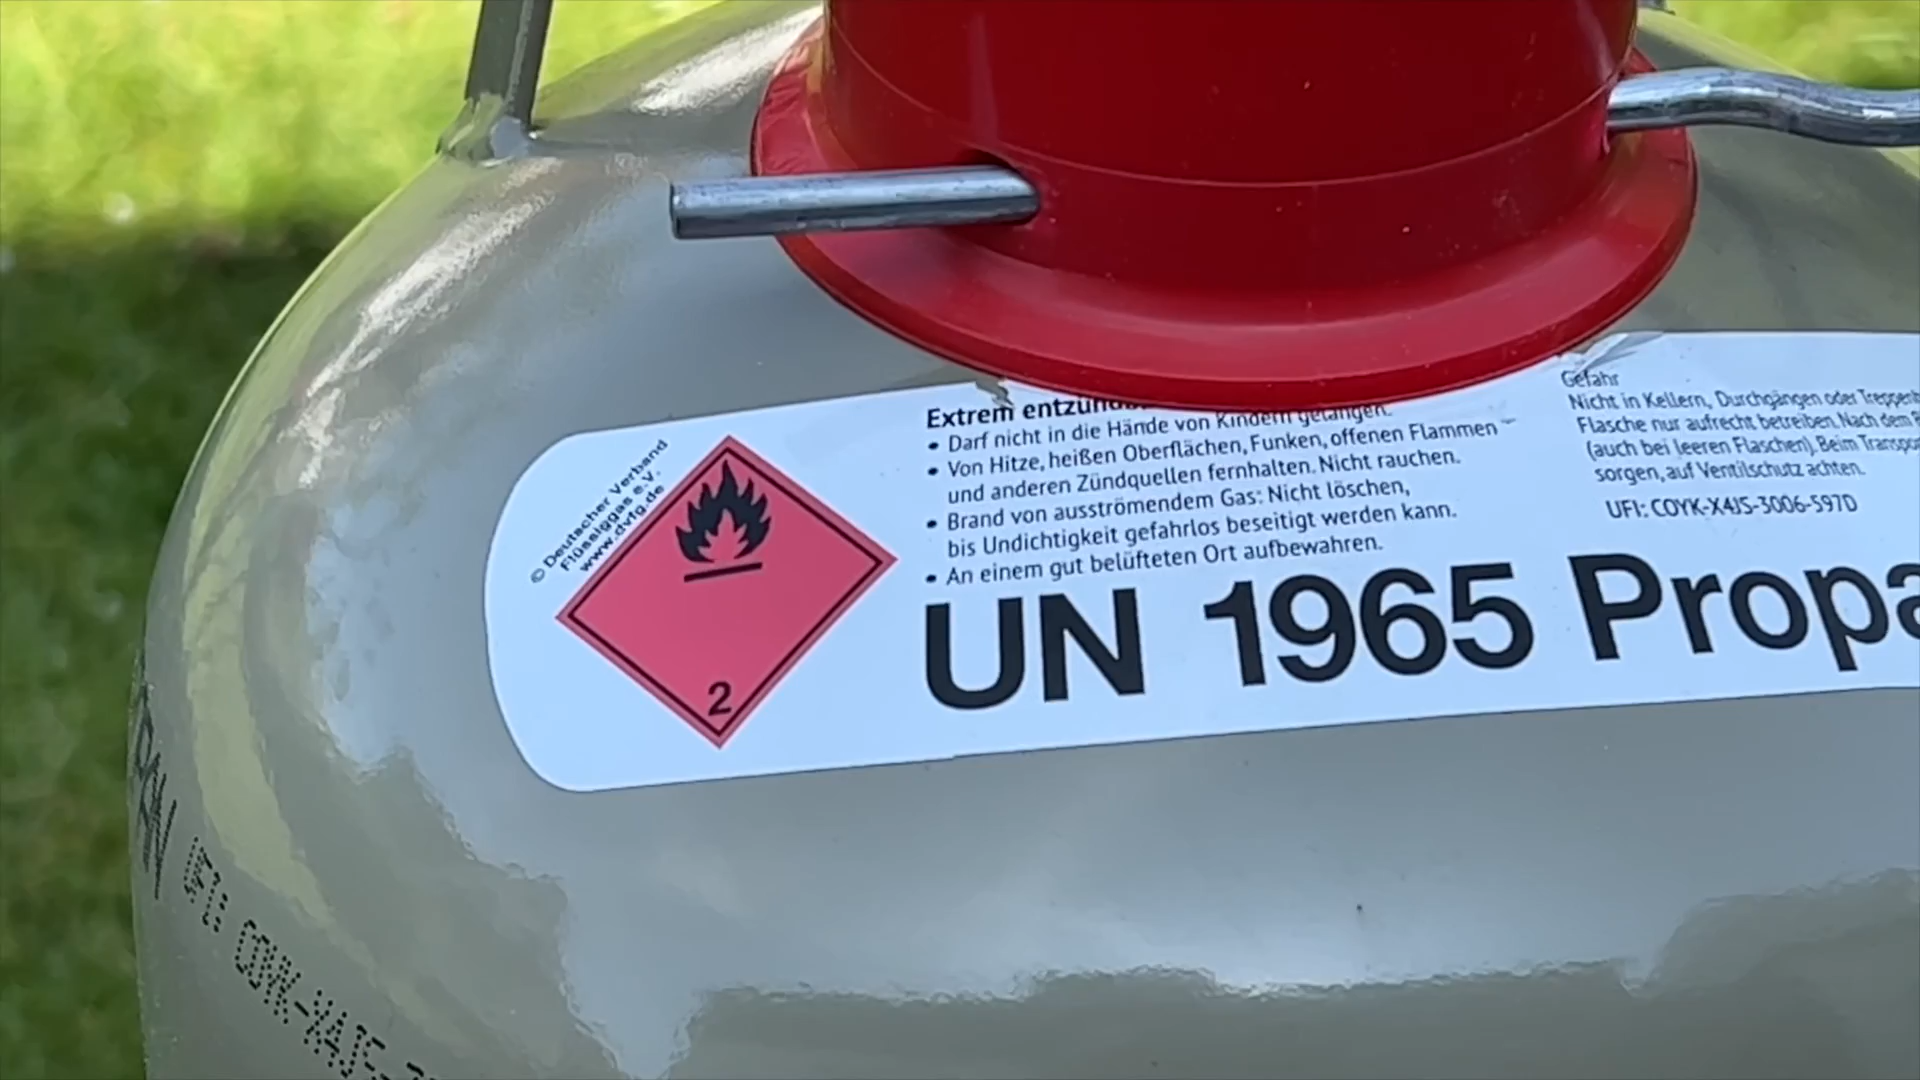 © Deutscher Verband
Flüssiggas e.V.
www.dvfg.de
2
Extrem
• Darf nicht in die Hände von Kindern gelangen.
• Von Hitze, heißen Oberflächen, Funken, offenen Flammen
und anderen Zündquellen fernhalten. Nicht rauchen.
• Brand von ausströmendem Gas: Nicht löschen,
bis Undichtigkeit gefahrlos beseitigt werden kann.
• An einem gut belüfteten Ort aufbewahren.
UN 1965 Propa
Gefahr
Nicht in Kellern, Durchgängen oder
Flasche nur aufrecht betreiben. Nach dem
(auch bei leeren Flaschen). Beim
sorgen, auf Ventilschutz achten.
UFI: COYK-X4J5-3006-597D